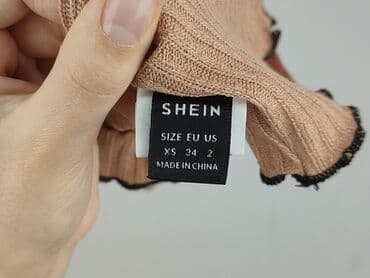 SHEIN
SIZE EU US
XS 34 2
MADE IN CHINA